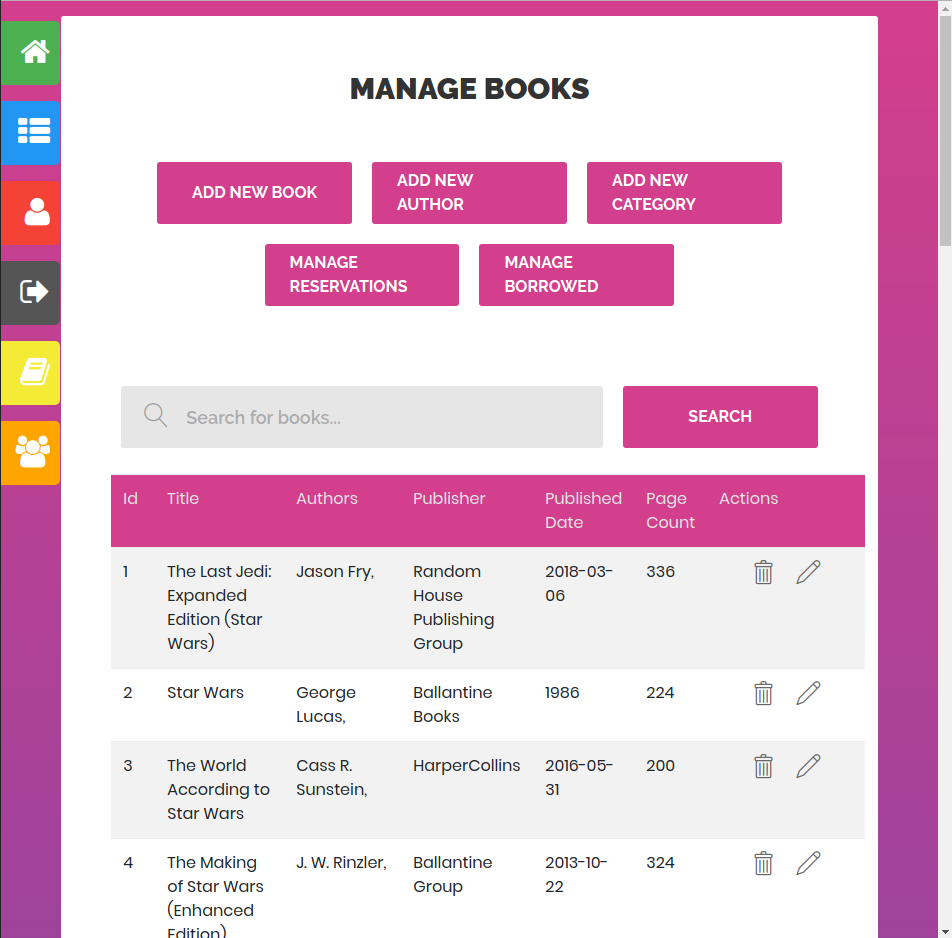 MANAGE BOOKS
ADD NEW BOOK
ADD NEW
AUTHOR
ADD NEW
CATEGORY
MANAGE
RESERVATIONS
MANAGE
BORROWED
Search for books...
SEARCH
Id Title Authors Publisher Published Page Actions
Date Count
1 The Last Jedi: Jason Fry, Random 2018-03- 336
Expanded House 06
Edition (Star Publishing
Wars) Group
2 Star Wars George Ballantine 1986 224
Lucas, Books
3 The World Cass R. HarperCollins 2016-05- 200
According to Sunstein, 31
Star Wars
4 The Making J. W. Rinzler, Ballantine 2013-10- 324
of Star Wars Group 22
(Enhanced
Edition)